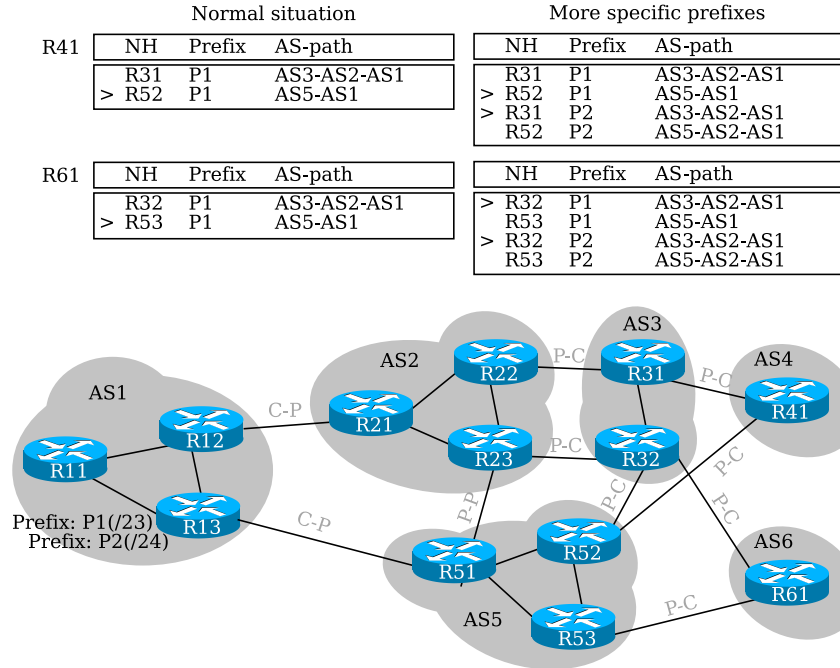 Normal situation
More specific prefixes
R41
NH Prefix AS-path
R31 P1 AS3-AS2-AS1
> R52 P1 AS5-AS1
NH Prefix AS-path
R31 P1 AS3-AS2-AS1
> R52 P1 AS5-AS1
> R31 P2 AS3-AS2-AS1
R52 P2 AS5-AS2-AS1
R61
NH Prefix AS-path
R32 P1 AS3-AS2-AS1
> R53 P1 AS5-AS1
NH Prefix AS-path
> R32 P1 AS3-AS2-AS1
R53 P1 AS5-AS1
> R32 P2 AS3-AS2-AS1
R53 P2 AS5-AS2-AS1
AS1
R11
R12
R13
Prefix: P1(/23)
Prefix: P2(/24)
C-P
C-P
AS2
R21
R22
R23
P-C
P-C
P-P
AS3
R31
R32
P-C
P-C
P-C
P-C
AS4
R41
AS5
R51
R52
R53
P-C
AS6
R61